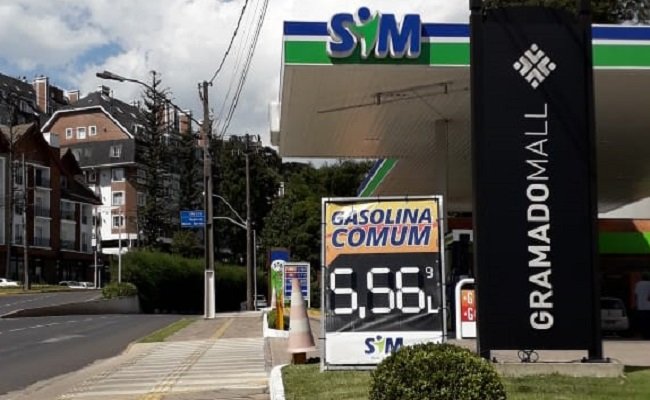 SIM
GRAMADOMALL
GASOLINA
COMUM
5,569
L
SIM